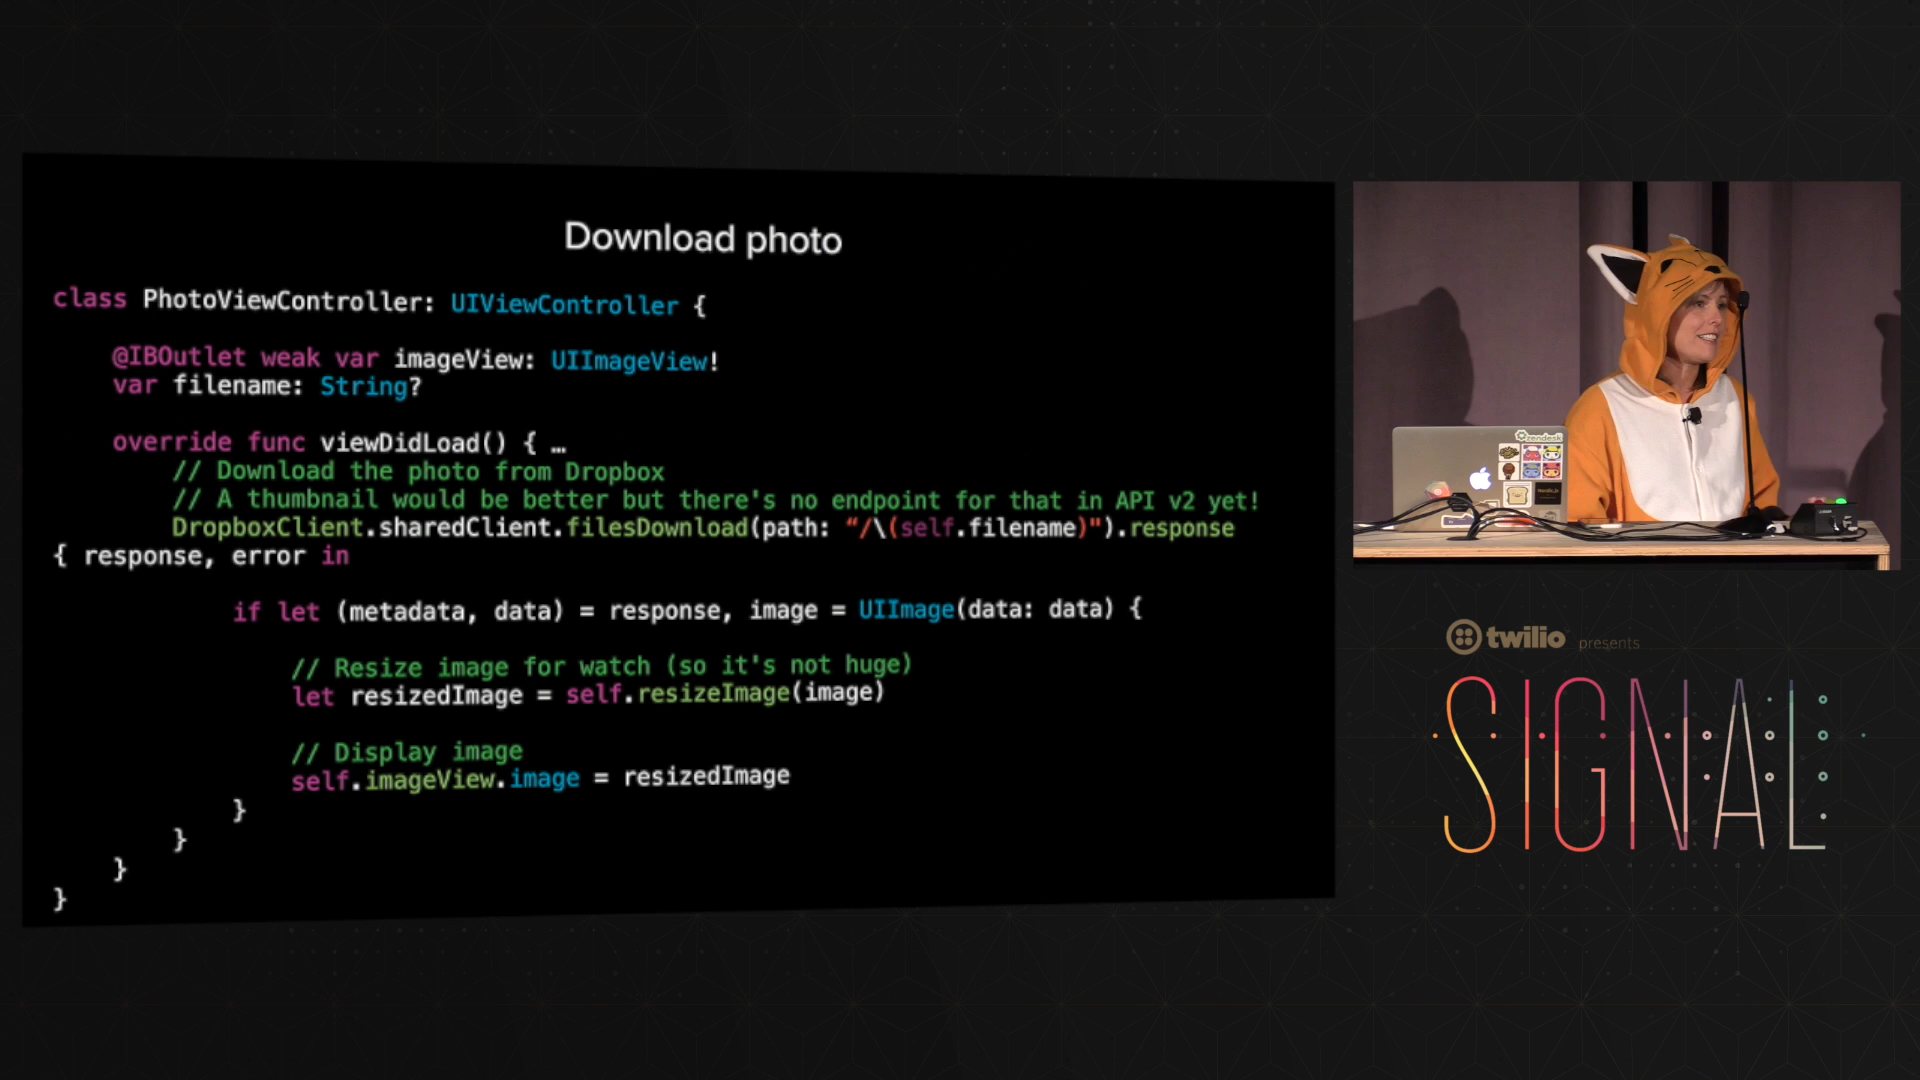 Download photo
class PhotoViewController: UIViewController {
@IBOutlet weak var imageView: UIImageView!
var filename: String?
override func viewDidLoad() { …
// Download the photo from Dropbox
// A thumbnail would be better but there's no endpoint for that in API v2 yet!
DropboxClient.sharedClient.filesDownload(path: “/\(self.filename)").response
{ response, error in
if let (metadata, data) = response, image = UIImage(data: data) {
// Resize image for watch (so it's not huge)
let resizedImage = self.resizeImage(image)
// Display image
self.imageView.image = resizedImage
}
}
}
}
zendesk
twilio presents
SIGNAL